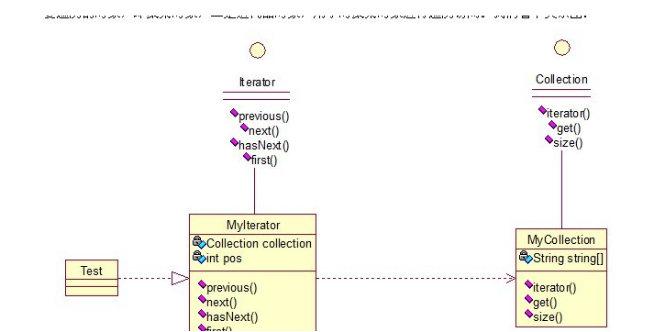 Iterator
previous()
next()
hasNext()
first()
Collection
iterator()
get()
size()
MyIterator
Collection collection
int pos
previous()
next()
hasNext()
first()
Test
MyCollection
String string[]
iterator()
get()
size()